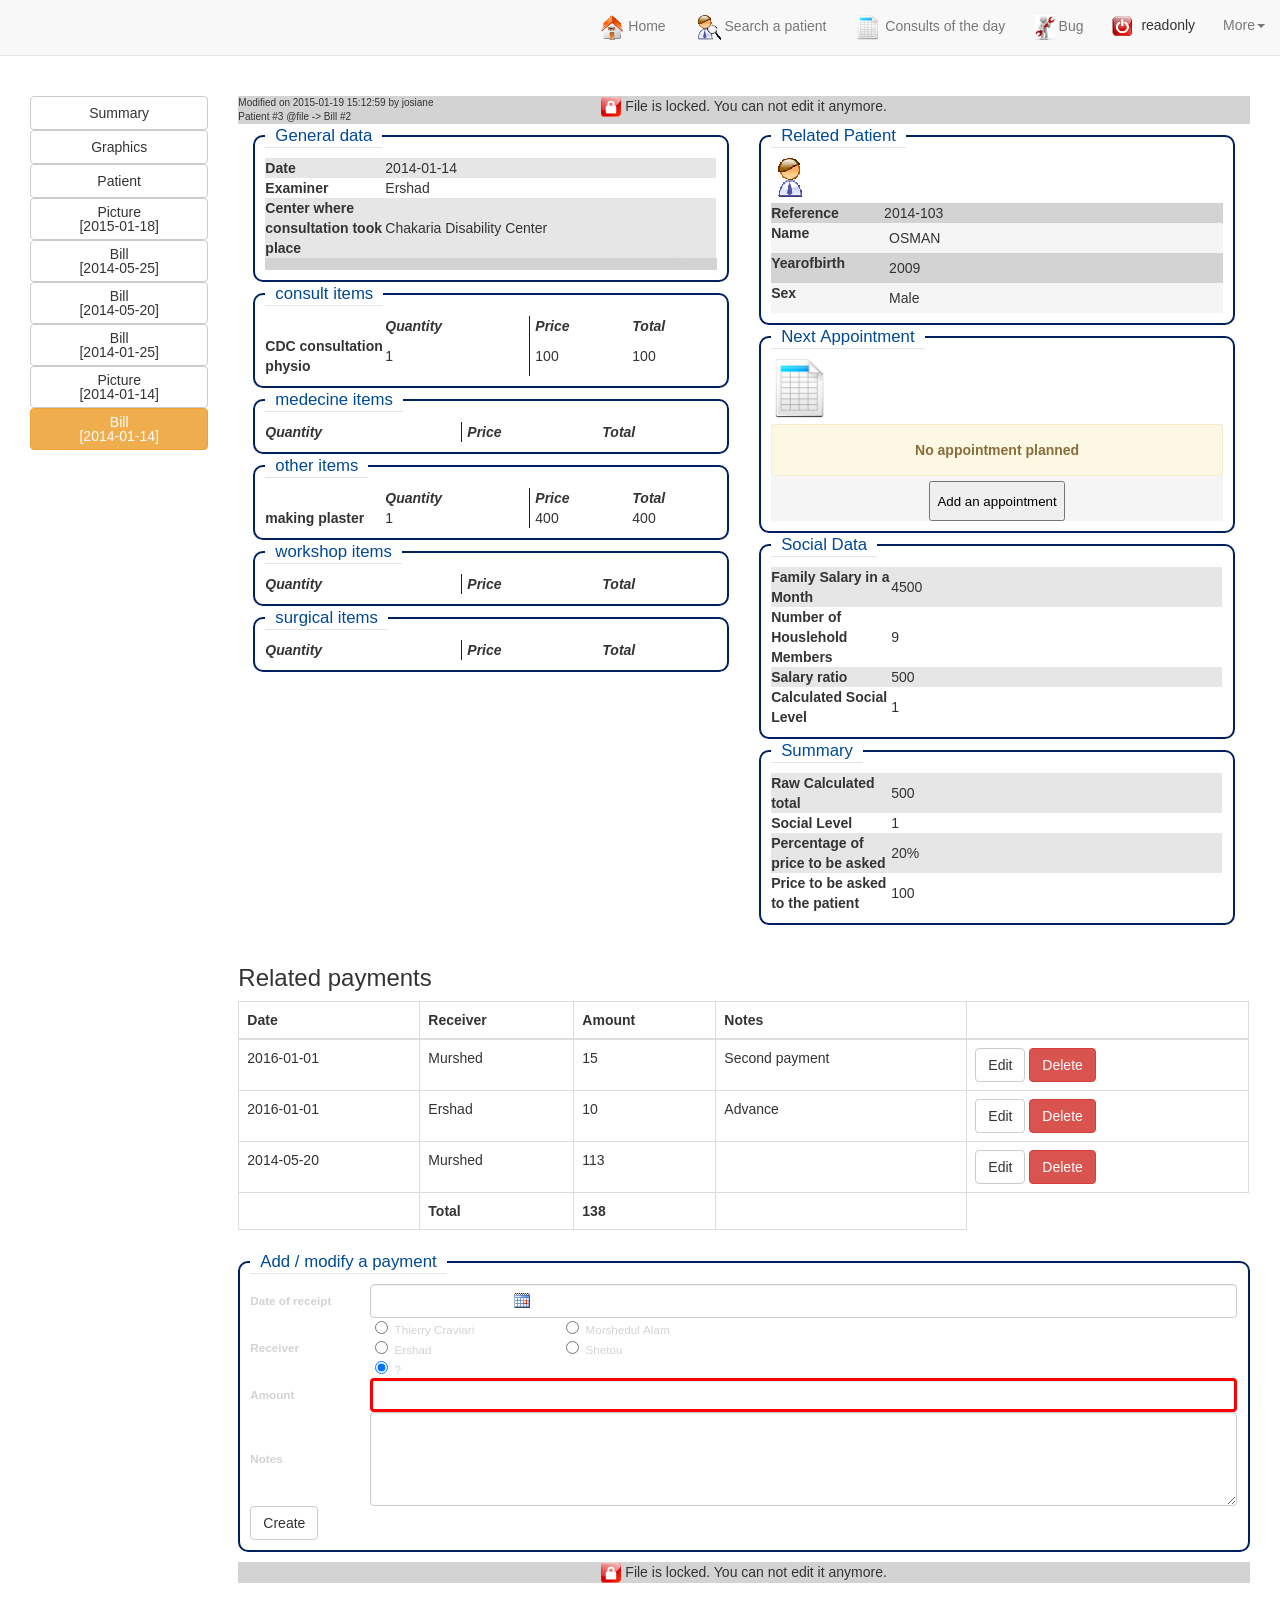 Home Search a patient Consults of the day Bug readonly More
Summary
Graphics
Patient
Picture
[2015-01-18]
Bill
[2014-05-25]
Bill
[2014-05-20]
Bill
[2014-01-25]
Picture
[2014-01-14]
Bill
[2014-01-14]
Modified on 2015-01-19 15:12:59 by josiane
Patient #3 @file -> Bill #2
File is locked. You can not edit it anymore.
General data
Date 2014-01-14
Examiner Ershad
Center where
consultation took Chakaria Disability Center
place
consult items
Quantity Price Total
CDC consultation
physio 1 100 100
medecine items
Quantity Price Total
other items
Quantity Price Total
making plaster 1 400 400
workshop items
Quantity Price Total
surgical items
Quantity Price Total
Related Patient
Reference 2014-103
Name OSMAN
Yearofbirth 2009
Sex Male
Next Appointment
No appointment planned
Add an appointment
Social Data
Family Salary in a
Month 4500
Number of
Houslehold 9
Members
Salary ratio 500
Calculated Social
Level 1
Summary
Raw Calculated
total 500
Social Level 1
Percentage of
price to be asked 20%
Price to be asked
to the patient 100
Related payments
Date Receiver Amount Notes
2016-01-01 Murshed 15 Second payment Edit Delete
2016-01-01 Ershad 10 Advance Edit Delete
2014-05-20 Murshed 113 Edit Delete
Total 138
Add / modify a payment
Date of receipt
Receiver
Thierry Craviari Morshedul Alam
Ershad Shetou
?
Amount
Notes
Create
File is locked. You can not edit it anymore.